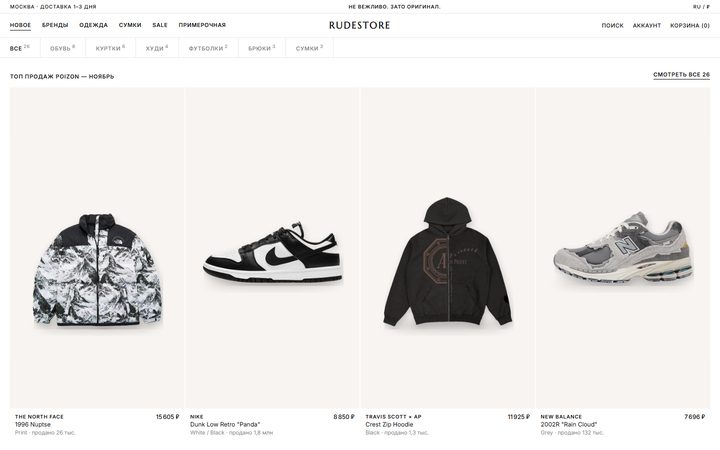 МОСКВА · ДОСТАВКА 1–3 ДНЯ
НЕ ВЕЖЛИВО. ЗАТО ОРИГИНАЛ.
RU / ₽
НОВОЕ БРЕНДЫ ОДЕЖДА СУМКИ SALE ПРИМЕРОЧНАЯ
RUDESTORE
ПОИСК АККАУНТ КОРЗИНА (0)
ВСЕ 26 ОБУВЬ 8 КУРТКИ 6 ХУДИ 4 ФУТБОЛКИ 3 БРЮКИ 3 СУМКИ 2
ТОП ПРОДАЖ POIZON — НОЯБРЬ
СМОТРЕТЬ ВСЕ 26
THE NORTH FACE 15 605 ₽
1996 Nuptse
Print · продано 26 тыс.
NIKE 8 850 ₽
Dunk Low Retro "Panda"
White / Black · продано 1,8 млн
TRAVIS SCOTT × AP 11 925 ₽
Crest Zip Hoodie
Black · продано 1,3 тыс.
NEW BALANCE 7 696 ₽
2002R "Rain Cloud"
Grey · продано 132 тыс.